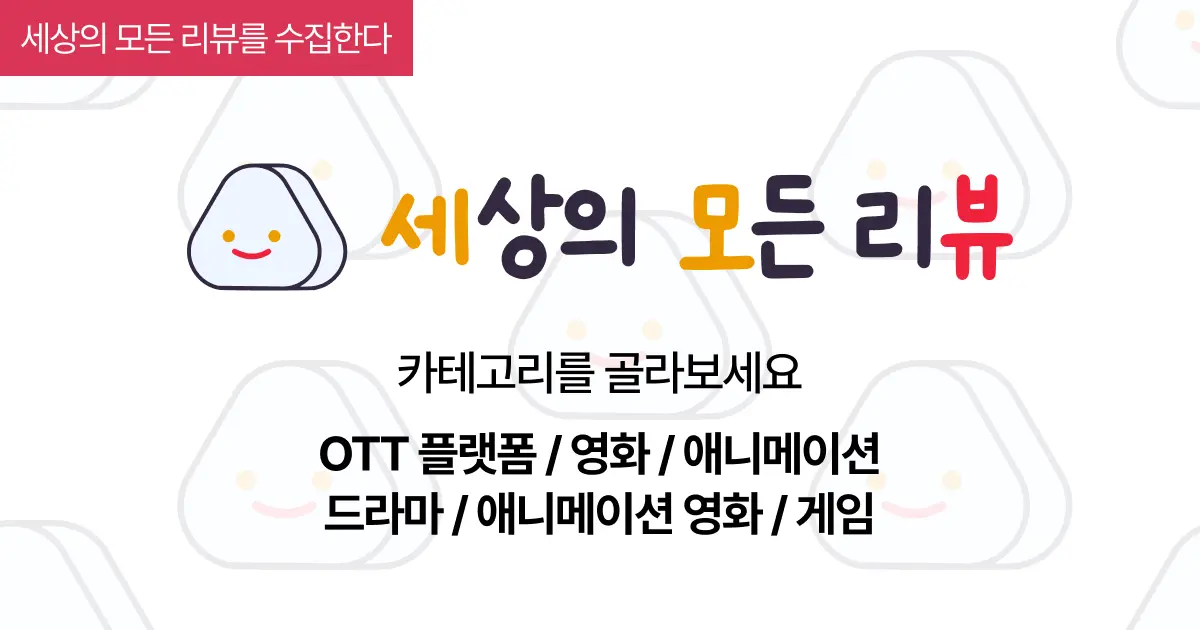 세상의 모든 리뷰를 수집한다
세상의 모든 리뷰
카테고리를 골라보세요
OTT 플랫폼 / 영화 / 애니메이션
드라마 / 애니메이션 영화 / 게임